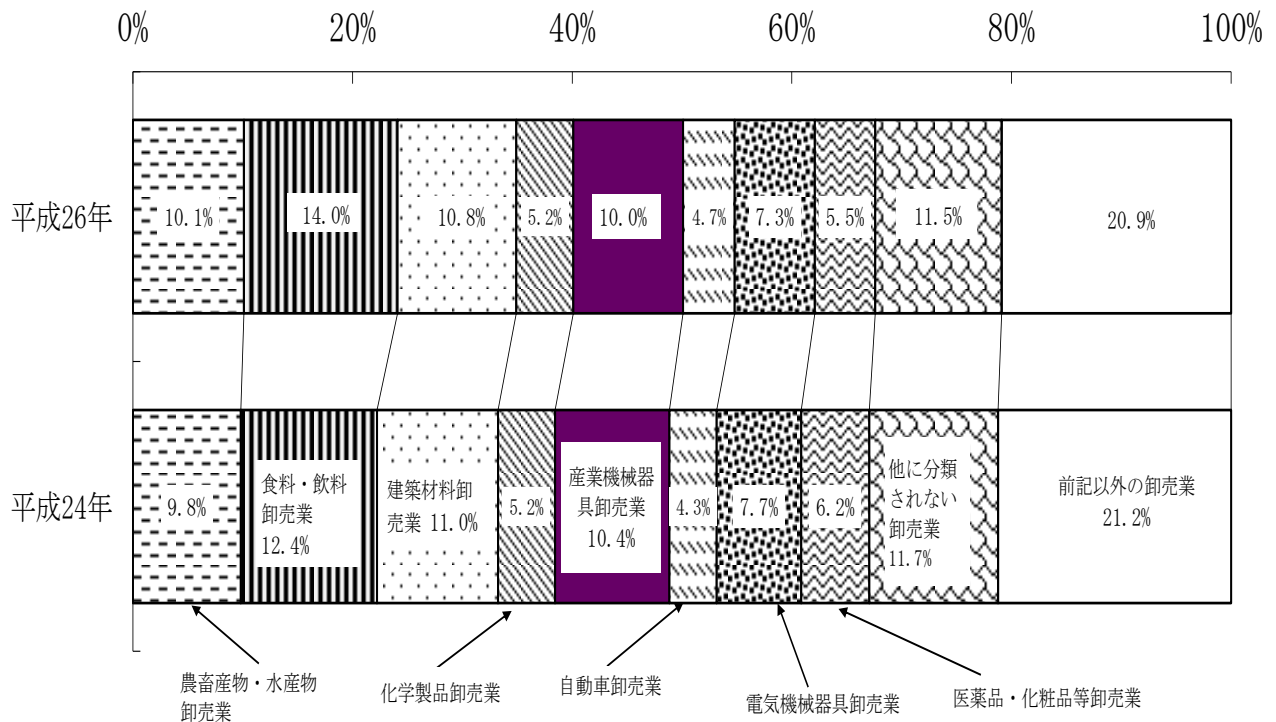 0% 20% 40% 60% 80% 100%
平成26年
10.1% 14.0% 10.8% 5.2% 10.0% 4.7% 7.3% 5.5% 11.5% 20.9%
平成24年
9.8%
食料・飲料
卸売業
12.4%
建築材料卸
売業 11.0%
5.2%
産業機械器
具卸売業
10.4%
4.3%
7.7%
6.2%
他に分類
されない
卸売業
11.7%
前記以外の卸売業
21.2%
農畜産物・水産物
卸売業
化学製品卸売業
自動車卸売業
電気機械器具卸売業
医薬品・化粧品等卸売業